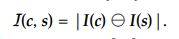 I(c, s) = | I(c) ⊖ I(s) | .